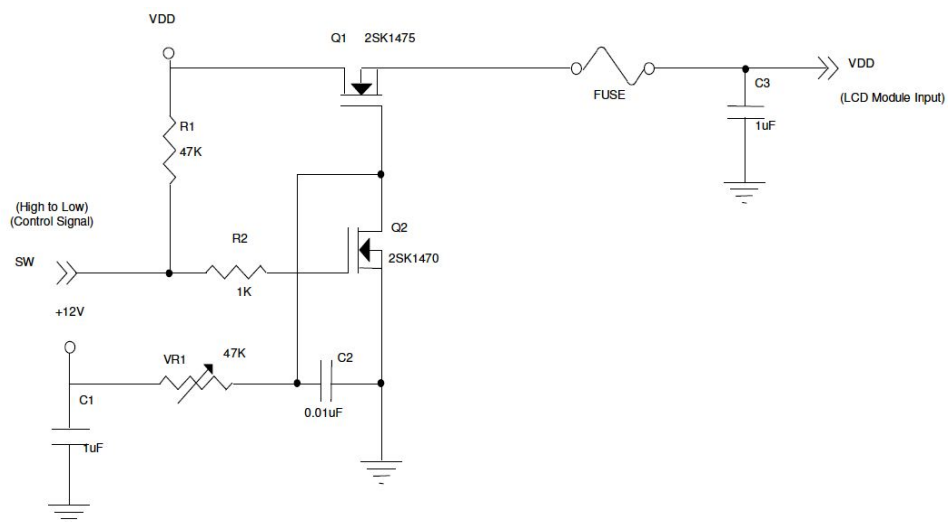 VDD
Q1 2SK1475
VDD
FUSE
C3
(LCD Module Input)
1uF
R1
47K
(High to Low)
(Control Signal)
R2
Q2
SW
2SK1470
1K
+12V
VR1
47K
C2
C1
0.01uF
1uF